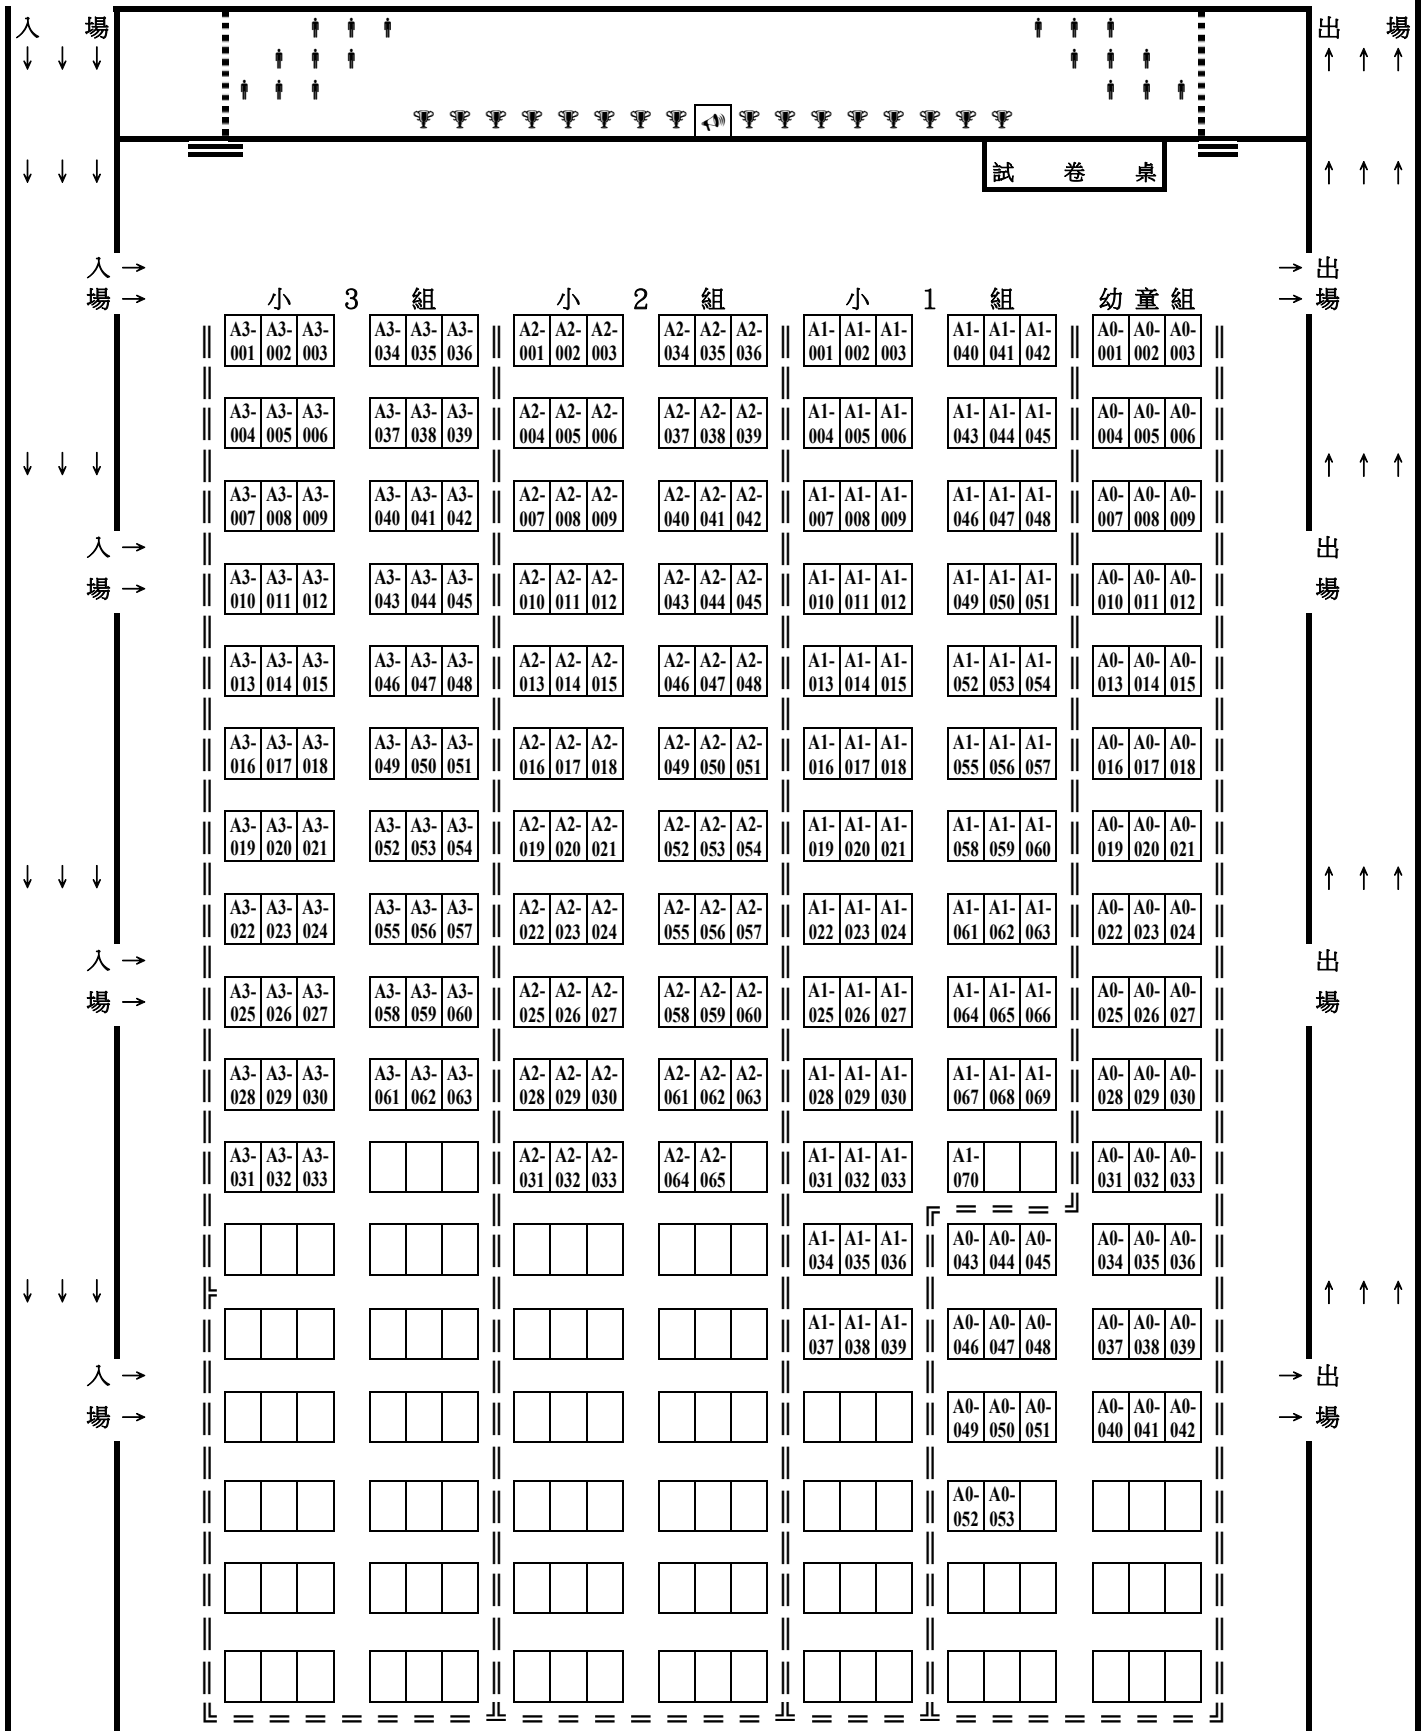 入 場 出 場
↓ ↓ ↓ ↑ ↑ ↑
試 卷 桌
↓ ↓ ↓ ↑ ↑ ↑
入 → → 出
場 → 小 3 組 小 2 組 小 1 組 幼 童 組 → 場
A3-001 A3-002 A3-003 A3-034 A3-035 A3-036 A2-001 A2-002 A2-003 A2-034 A2-035 A2-036 A1-001 A1-002 A1-003 A1-040 A1-041 A1-042 A0-001 A0-002 A0-003
A3-004 A3-005 A3-006 A3-037 A3-038 A3-039 A2-004 A2-005 A2-006 A2-037 A2-038 A2-039 A1-004 A1-005 A1-006 A1-043 A1-044 A1-045 A0-004 A0-005 A0-006
↓ ↓ ↓ ↑ ↑ ↑
A3-007 A3-008 A3-009 A3-040 A3-041 A3-042 A2-007 A2-008 A2-009 A2-040 A2-041 A2-042 A1-007 A1-008 A1-009 A1-046 A1-047 A1-048 A0-007 A0-008 A0-009
入 → 出
場 → A3-010 A3-011 A3-012 A3-043 A3-044 A3-045 A2-010 A2-011 A2-012 A2-043 A2-044 A2-045 A1-010 A1-011 A1-012 A1-049 A1-050 A1-051 A0-010 A0-011 A0-012 場
A3-013 A3-014 A3-015 A3-046 A3-047 A3-048 A2-013 A2-014 A2-015 A2-046 A2-047 A2-048 A1-013 A1-014 A1-015 A1-052 A1-053 A1-054 A0-013 A0-014 A0-015
A3-016 A3-017 A3-018 A3-049 A3-050 A3-051 A2-016 A2-017 A2-018 A2-049 A2-050 A2-051 A1-016 A1-017 A1-018 A1-055 A1-056 A1-057 A0-016 A0-017 A0-018
A3-019 A3-020 A3-021 A3-052 A3-053 A3-054 A2-019 A2-020 A2-021 A2-052 A2-053 A2-054 A1-019 A1-020 A1-021 A1-058 A1-059 A1-060 A0-019 A0-020 A0-021
↓ ↓ ↓ ↑ ↑ ↑
A3-022 A3-023 A3-024 A3-055 A3-056 A3-057 A2-022 A2-023 A2-024 A2-055 A2-056 A2-057 A1-022 A1-023 A1-024 A1-061 A1-062 A1-063 A0-022 A0-023 A0-024
入 → 出
場 → A3-025 A3-026 A3-027 A3-058 A3-059 A3-060 A2-025 A2-026 A2-027 A2-058 A2-059 A2-060 A1-025 A1-026 A1-027 A1-064 A1-065 A1-066 A0-025 A0-026 A0-027 場
A3-028 A3-029 A3-030 A3-061 A3-062 A3-063 A2-028 A2-029 A2-030 A2-061 A2-062 A2-063 A1-028 A1-029 A1-030 A1-067 A1-068 A1-069 A0-028 A0-029 A0-030
A3-031 A3-032 A3-033 A2-031 A2-032 A2-033 A2-064 A2-065 A1-031 A1-032 A1-033 A1-070 A0-031 A0-032 A0-033
A1-034 A1-035 A1-036 A0-043 A0-044 A0-045 A0-034 A0-035 A0-036
↓ ↓ ↓ ↑ ↑ ↑
A1-037 A1-038 A1-039 A0-046 A0-047 A0-048 A0-037 A0-038 A0-039
入 → → 出
場 → A0-049 A0-050 A0-051 A0-040 A0-041 A0-042 → 場
A0-052 A0-053